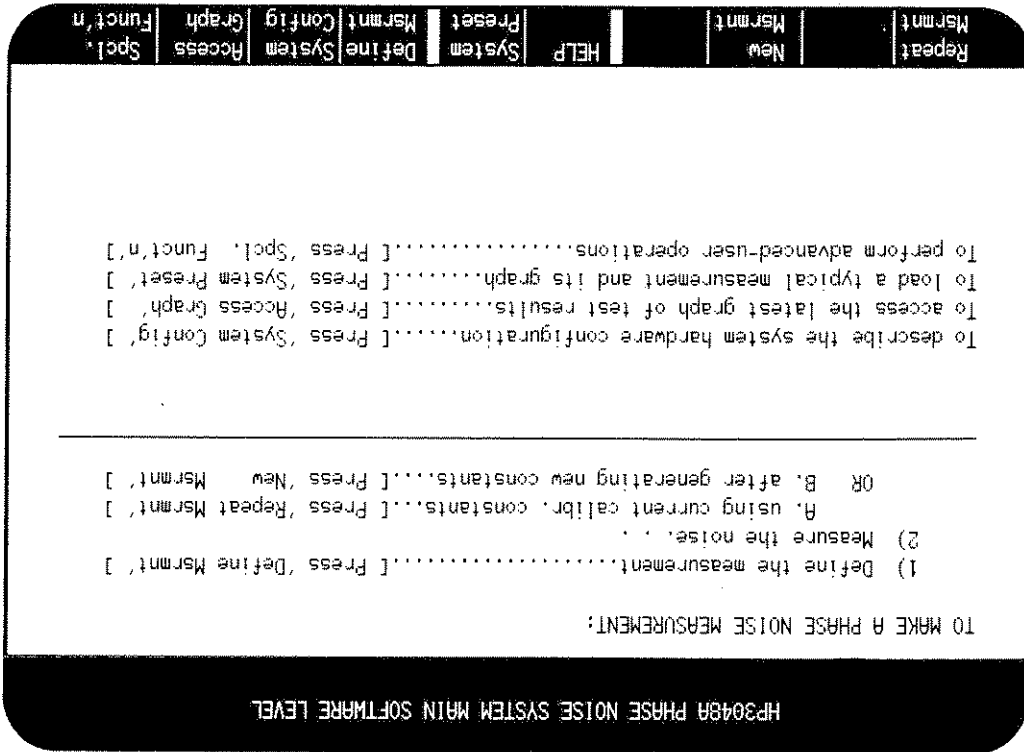 HP3048A PHASE NOISE SYSTEM MAIN SOFTWARE LEVEL
TO MAKE A PHASE NOISE MEASUREMENT:
1) Define the measurement.....................[ Press 'Define Msrmnt' ]
2) Measure the noise. . .
A. using current calibr. constants...[ Press 'Repeat Msrmnt' ]
OR B. after generating new constants....[ Press 'New Msrmnt' ]
To describe the system hardware configuration......[ Press 'System Config' ]
To access the latest graph of test results.........[ Press 'Access Graph' ]
To load a typical measurement and its graph........[ Press 'System Preset' ]
To perform advanced-user operations................[ Press 'Spcl. Funct'n' ]
Repeat New HELP System Define System Access Spcl.
Msrmnt Msrmnt Preset Msrmnt Config Graph Funct'n